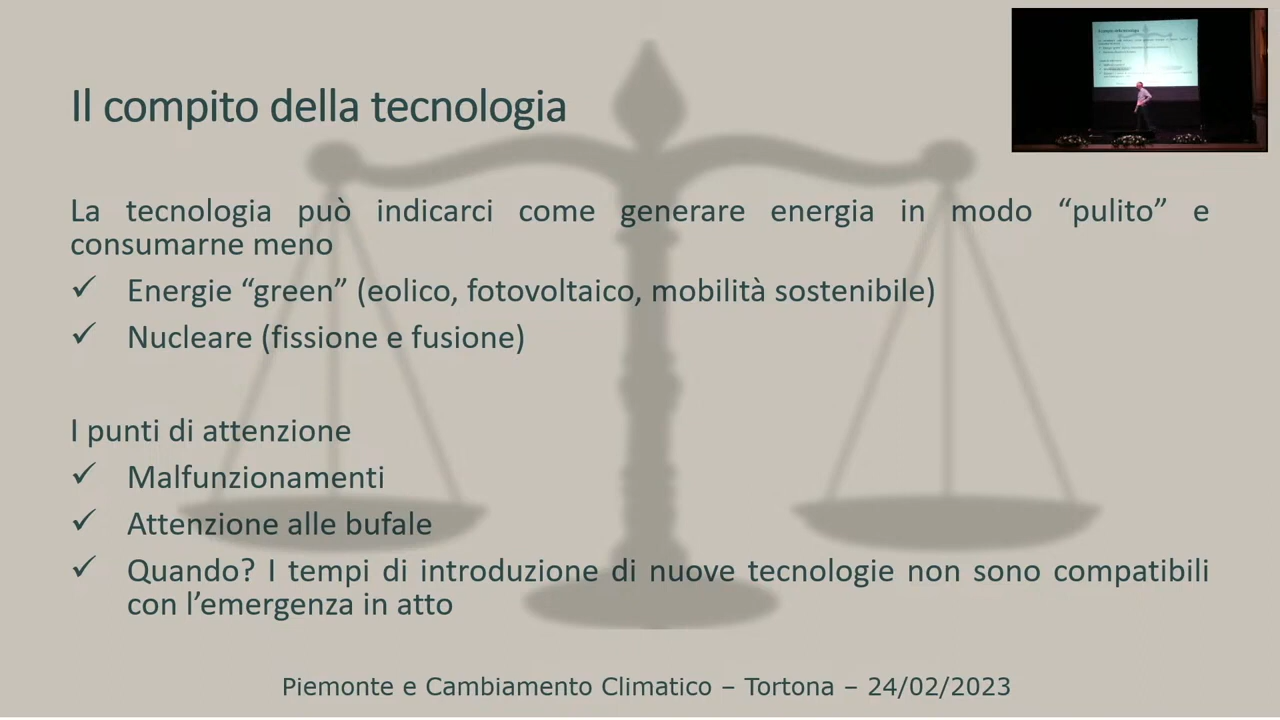 Il compito della tecnologia
La tecnologia può indicarci come generare energia in modo “pulito” e
consumarne meno
✓ Energie “green” (eolico, fotovoltaico, mobilità sostenibile)
✓ Nucleare (fissione e fusione)
I punti di attenzione
✓ Malfunzionamenti
✓ Attenzione alle bufale
✓ Quando? I tempi di introduzione di nuove tecnologie non sono compatibili
con l’emergenza in atto
Piemonte e Cambiamento Climatico – Tortona – 24/02/2023